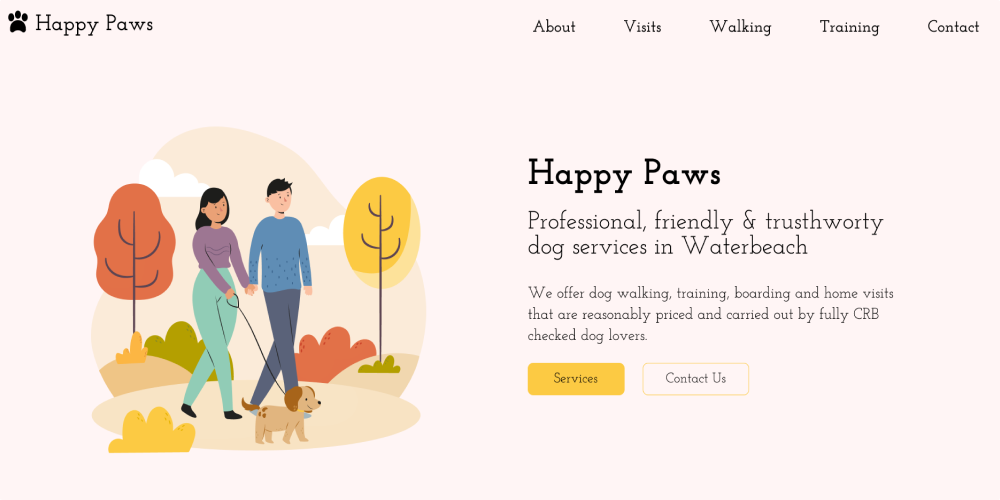 Happy Paws
About Visits Walking Training Contact
Happy Paws
Professional, friendly & trusthworty
dog services in Waterbeach
We offer dog walking, training, boarding and home visits
that are reasonably priced and carried out by fully CRB
checked dog lovers.
Services
Contact Us